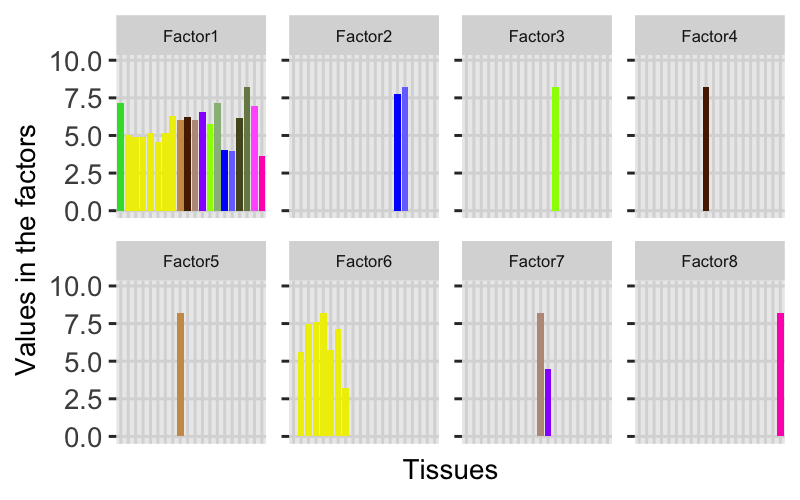 Factor1 Factor2 Factor3 Factor4
10.0
7.5
5.0
2.5
0.0
Factor5 Factor6 Factor7 Factor8
10.0
7.5
5.0
2.5
0.0
Values in the factors
Tissues